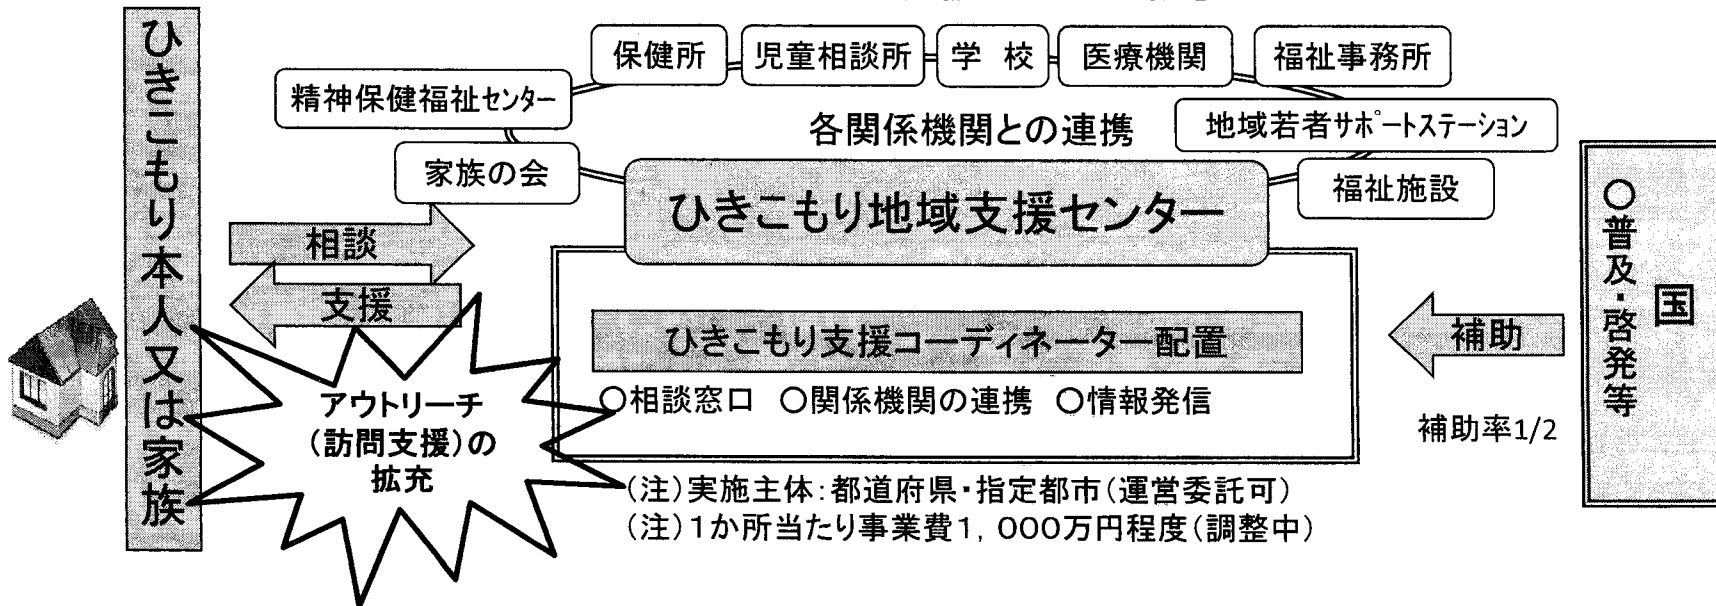 ひきこもり本人又は家族
保健所
児童相談所
学 校
医療機関
福祉事務所
精神保健福祉センター
地域若者サポートステーション
各関係機関との連携
家族の会
福祉施設
ひきこもり地域支援センター
相談
支援
ひきこもり支援コーディネーター配置
○相談窓口 ○関係機関の連携 ○情報発信
アウトリーチ
(訪問支援)の
拡充
(注)実施主体:都道府県・指定都市(運営委託可)
(注)1か所当たり事業費1,000万円程度(調整中)
補助
補助率1/2
国
○普及・啓発等